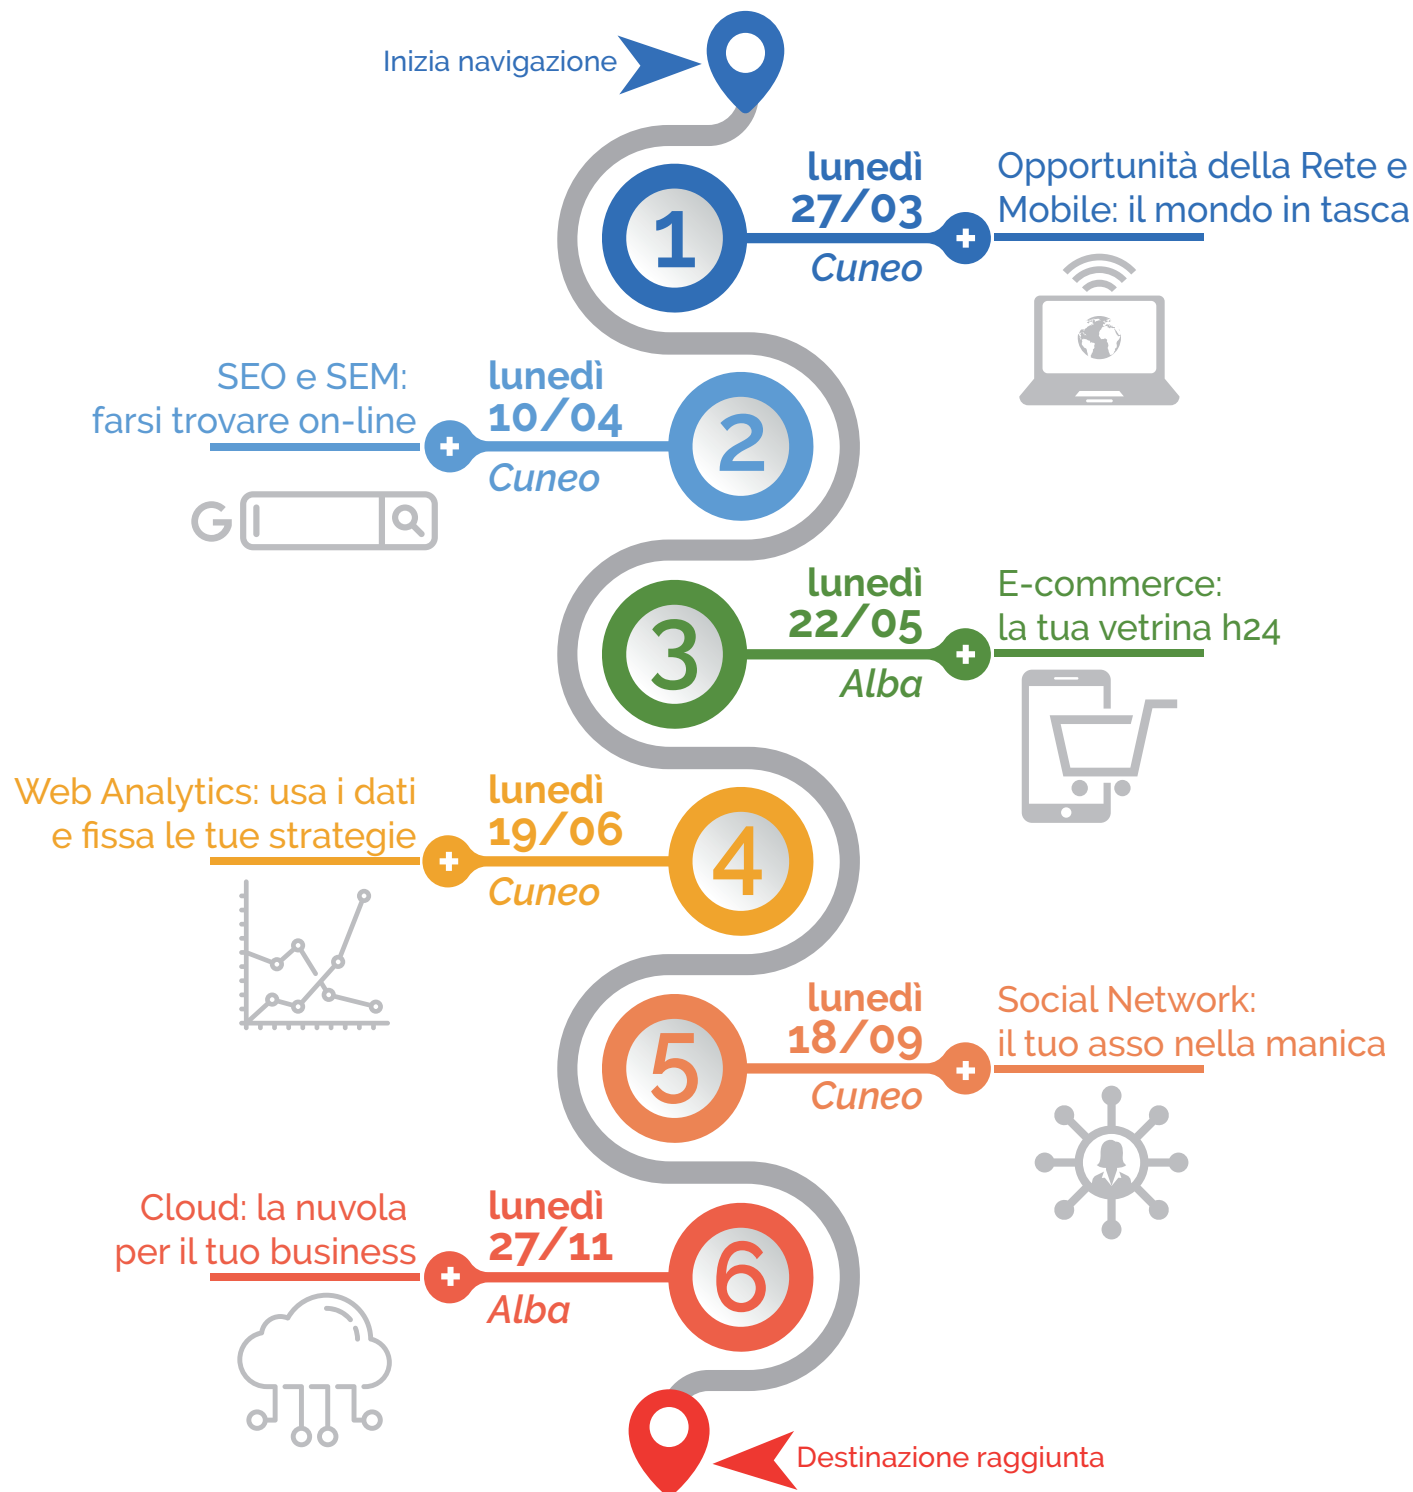 Inizia navigazione
1
lunedì
27/03
Cuneo
Opportunità della Rete e
Mobile: il mondo in tasca
SEO e SEM:
farsi trovare on-line
lunedì
10/04
Cuneo
2
G
3
lunedì
22/05
Alba
E-commerce:
la tua vetrina h24
Web Analytics: usa i dati
e fissa le tue strategie
lunedì
19/06
Cuneo
4
5
lunedì
18/09
Cuneo
Social Network:
il tuo asso nella manica
Cloud: la nuvola
per il tuo business
lunedì
27/11
Alba
6
Destinazione raggiunta